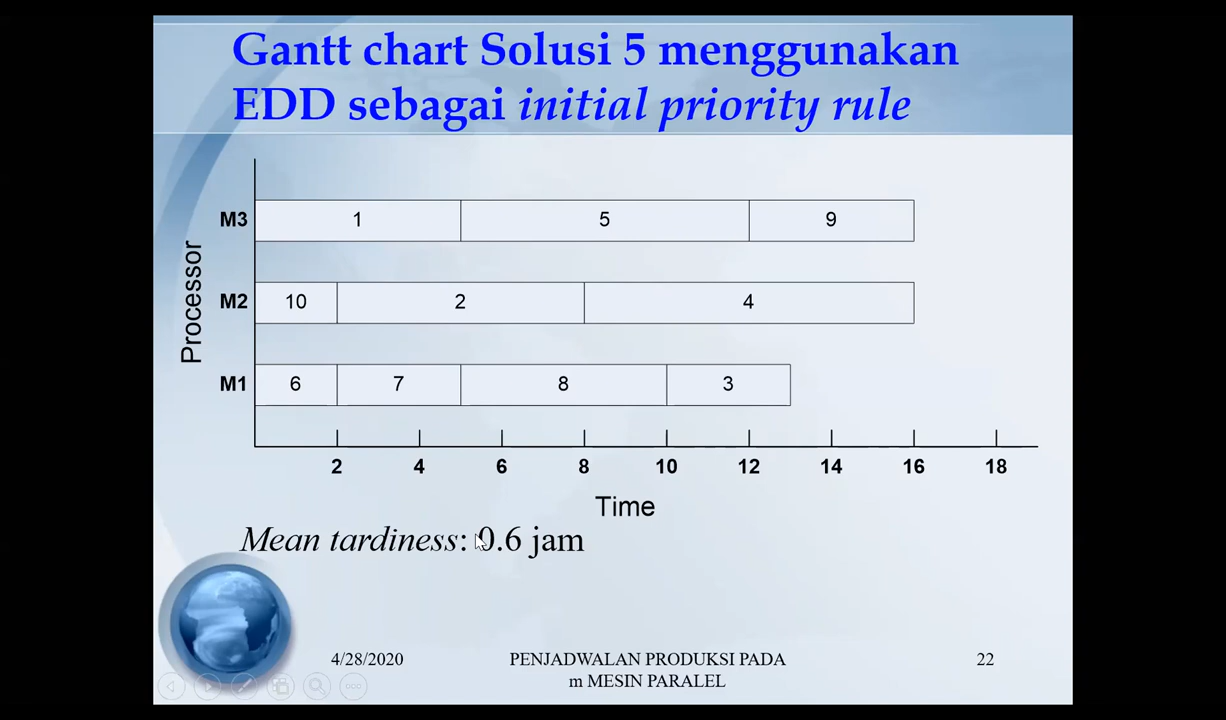 Gantt chart Solusi 5 menggunakan
EDD sebagai initial priority rule
Processor
M3 1 5 9
M2 10 2 4
M1 6 7 8 3
2 4 6 8 10 12 14 16 18
Time
Mean tardiness: 0.6 jam
4/28/2020 PENJADWALAN PRODUKSI PADA 22
m MESIN PARALEL